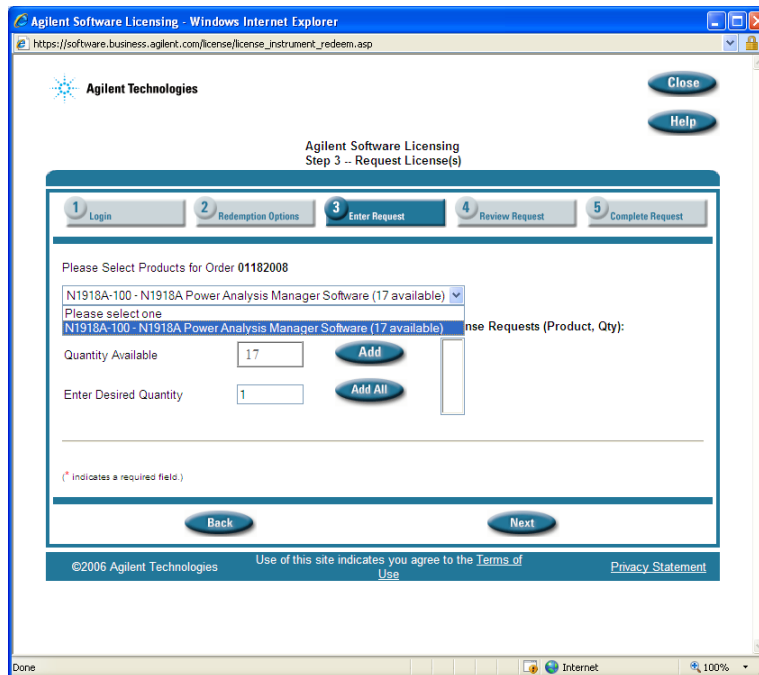 Agilent Software Licensing - Windows Internet Explorer
https://software.business.agilent.com/license/license_instrument_redeem.asp
Agilent Technologies
Close
Help
Agilent Software Licensing
Step 3 -- Request License(s)
1 Login
2 Redemption Options
3 Enter Request
4 Review Request
5 Complete Request
Please Select Products for Order 01182008
N1918A-100 - N1918A Power Analysis Manager Software (17 available)
Please select one
N1918A-100 - N1918A Power Analysis Manager Software (17 available)
nse Requests (Product, Qty):
Quantity Available
17
Add
Enter Desired Quantity
1
Add All
(* indicates a required field.)
Back
Next
©2006 Agilent Technologies
Use of this site indicates you agree to the Terms of
Use
Privacy Statement
Done
Internet
100%